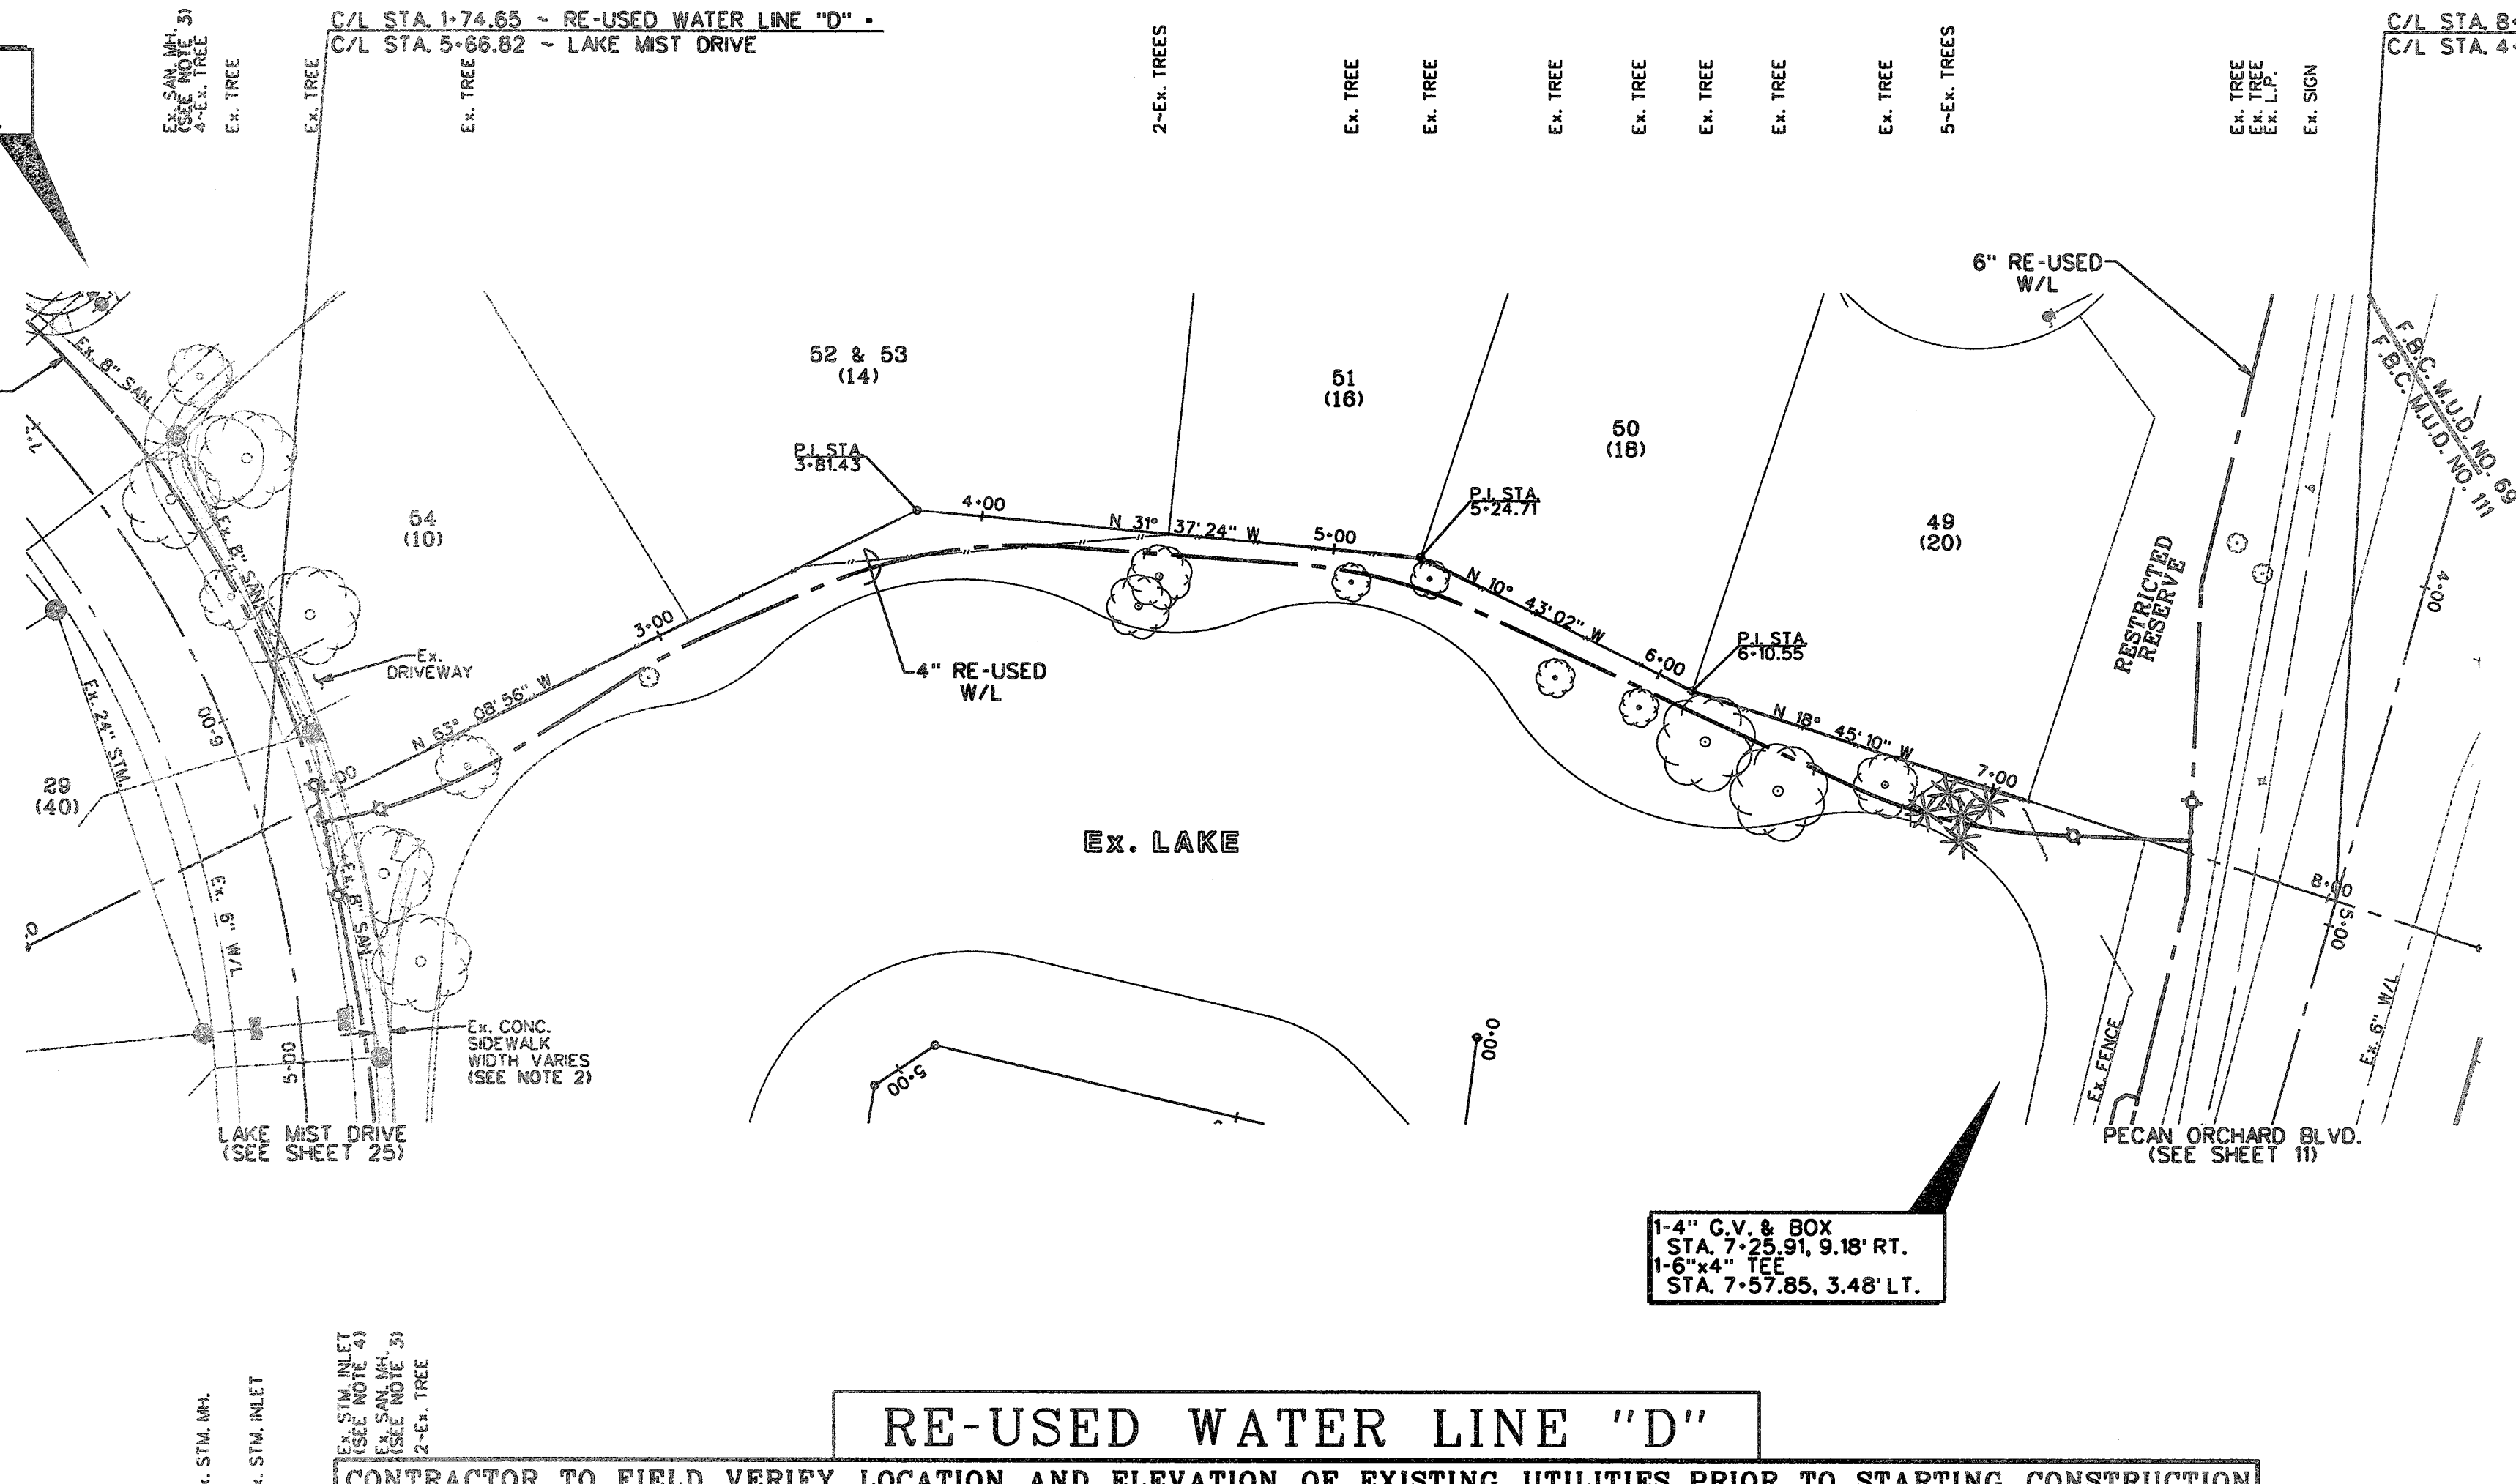 C/L STA. 1+74.65 ~ RE-USED WATER LINE "D" =
C/L STA. 5+66.82 ~ LAKE MIST DRIVE
C/L STA. 8+
C/L STA. 4+
Ex. SAN. MH.
(SEE NOTE 3)
4~Ex. TREE
Ex. TREE
Ex. TREE
Ex. TREE
2~Ex. TREES
Ex. TREE
Ex. TREE
Ex. TREE
Ex. TREE
Ex. TREE
Ex. TREE
Ex. TREE
5~Ex. TREES
Ex. TREE
Ex. TREE
Ex. L.P.
Ex. SIGN
6" RE-USED
W/L
F.B.C. M.U.D. NO. 69
F.B.C. M.U.D. NO. 111
Ex. 8" SAN.
52 & 53
(14)
51
(16)
50
(18)
49
(20)
54
(10)
P.I. STA.
3+81.43
4+00
N 31° 37' 24" W
5+00
P.I. STA.
5+24.71
N 10° 43' 02" W
6+00
P.I. STA.
6+10.55
N 18° 45' 10" W
7+00
RESTRICTED
RESERVE
4+00
Ex. 8" SAN.
3+00
Ex.
DRIVEWAY
N 63° 08' 56" W
4" RE-USED
W/L
Ex. 24" STM.
6+00
29
(40)
Ex. LAKE
8+00
5+00
Ex. 6" W/L
Ex. 8" SAN
Ex. CONC.
SIDEWALK
WIDTH VARIES
(SEE NOTE 2)
5+00
5+00
0+00
Ex. FENCE
Ex. 6" W/L
LAKE MIST DRIVE
(SEE SHEET 25)
PECAN ORCHARD BLVD.
(SEE SHEET 11)
1-4" G.V. & BOX
STA. 7+25.91, 9.18' RT.
1-6"x4" TEE
STA. 7+57.85, 3.48' LT.
x. STM. MH.
x. STM. INLET
Ex. STM. INLET
(SEE NOTE 4)
Ex. SAN. MH.
(SEE NOTE 3)
2~Ex. TREE
RE-USED WATER LINE "D"
CONTRACTOR TO FIELD VERIFY LOCATION AND ELEVATION OF EXISTING UTILITIES PRIOR TO STARTING CONSTRUCTION